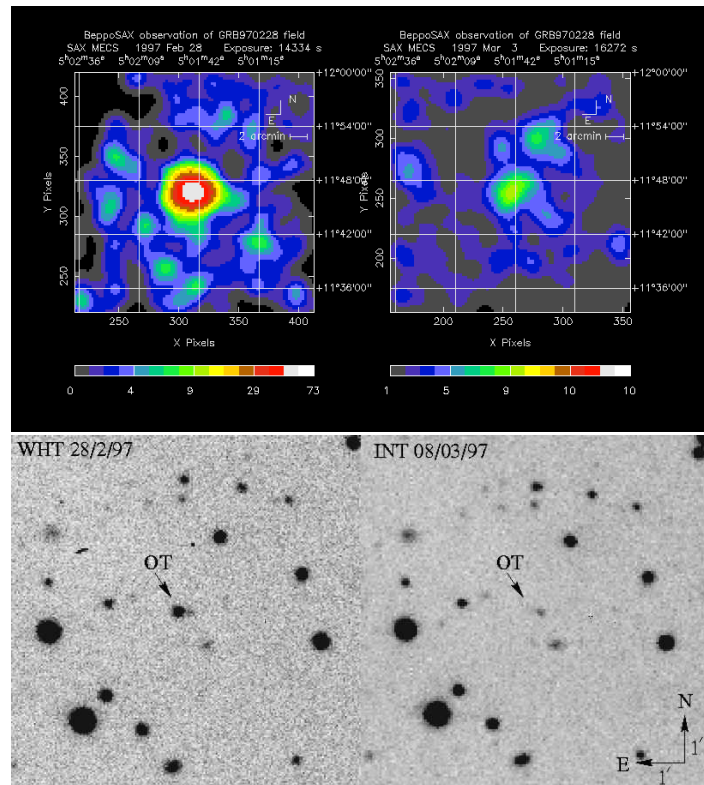 BeppoSAX observation of GRB970228 field
SAX MECS 1997 Feb 28 Exposure: 14334 s
5ʰ02ᵐ36ˢ 5ʰ02ᵐ09ˢ 5ʰ01ᵐ42ˢ 5ʰ01ᵐ15ˢ
+12°00'00"
+11°54'00"
+11°48'00"
+11°42'00"
+11°36'00"
N
E
2 arcmin
Y Pixels
400
350
300
250
250 300 350 400
X Pixels
0 4 9 29 73
BeppoSAX observation of GRB970228 field
SAX MECS 1997 Mar 3 Exposure: 16272 s
5ʰ02ᵐ36ˢ 5ʰ02ᵐ09ˢ 5ʰ01ᵐ42ˢ 5ʰ01ᵐ15ˢ
+12°00'00"
+11°54'00"
+11°48'00"
+11°42'00"
+11°36'00"
N
E
2 arcmin
Y Pixels
350
300
250
200
150
200 250 300 350
X Pixels
1 5 9 10 10
WHT 28/2/97
OT
INT 08/03/97
OT
N
E
1'
1'